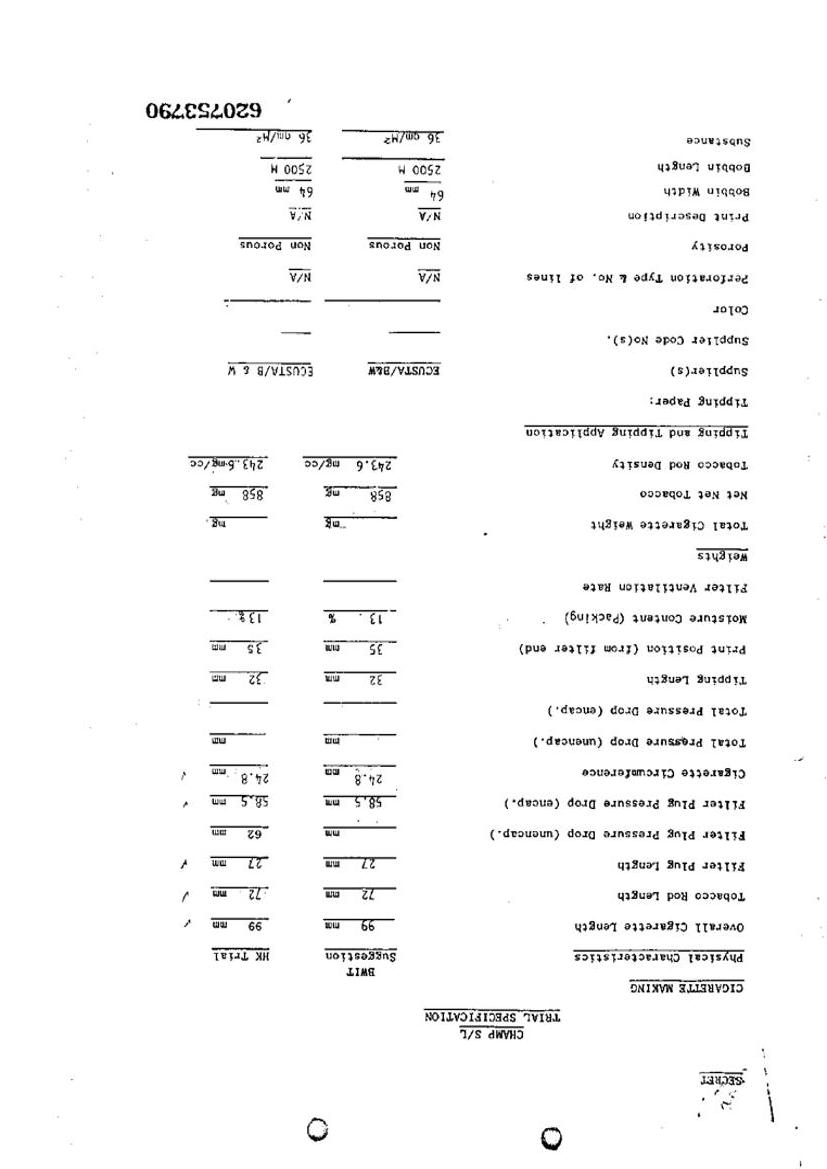 SECRET
CHAMP S/L
TRIAL SPECIFICATION
CIGARETTE MAKING
BWIT
Physical Characteristics Suggestion HK Trial
Overall Cigarette Length 99 mm 99 mm
Tobacco Rod Length 72 mm 72 mm
Filter Plug Length 27 mm 27 mm
Filter Plug Pressure Drop (unencap.) mm 62 mm
Filter Plug Pressure Drop (encap.) 58.5 mm 58.5 mm
Cigarette Circumference 24.8 mm 24.8 mm
Total Pressure Drop (unencap.) mm mm
Total Pressure Drop (encap.)
Tipping Length 32 mm 32 mm
Print Position (from filter end) 35 mm 35 mm
Moisture Content (Packing) 13 % 13%
Filter Ventilation Rate
Weights
Total Cigarette Weight mg mg
Net Net Tobacco 858 mg 858 mg
Tobacco Rod Density 243.6 mg/cc 243.6 mg/cc
Tipping and Tipping Application
Tipping Paper:
Supplier(s) ECUSTA/B&W ECUSTA/B & W
Supplier Code No(s).
Color
Perforation Type & No. of lines N/A N/A
Porosity Non Porous Non Porous
Print Description N/A N/A
Bobbin Width 64 mm 64 mm
Bobbin Length 2500 M 2500 M
Substance 36 gm/M² 36 gm/M²
620753790